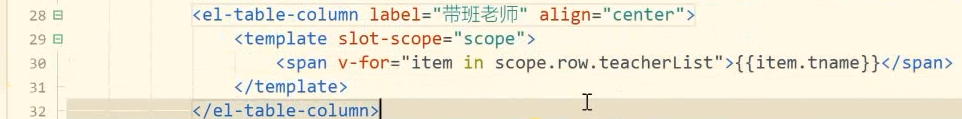 28 <el-table-column label="带班老师" align="center">
29 <template slot-scope="scope">
30 <span v-for="item in scope.row.teacherList">{{item.tname}}</span>
31 </template>
32 </el-table-column>